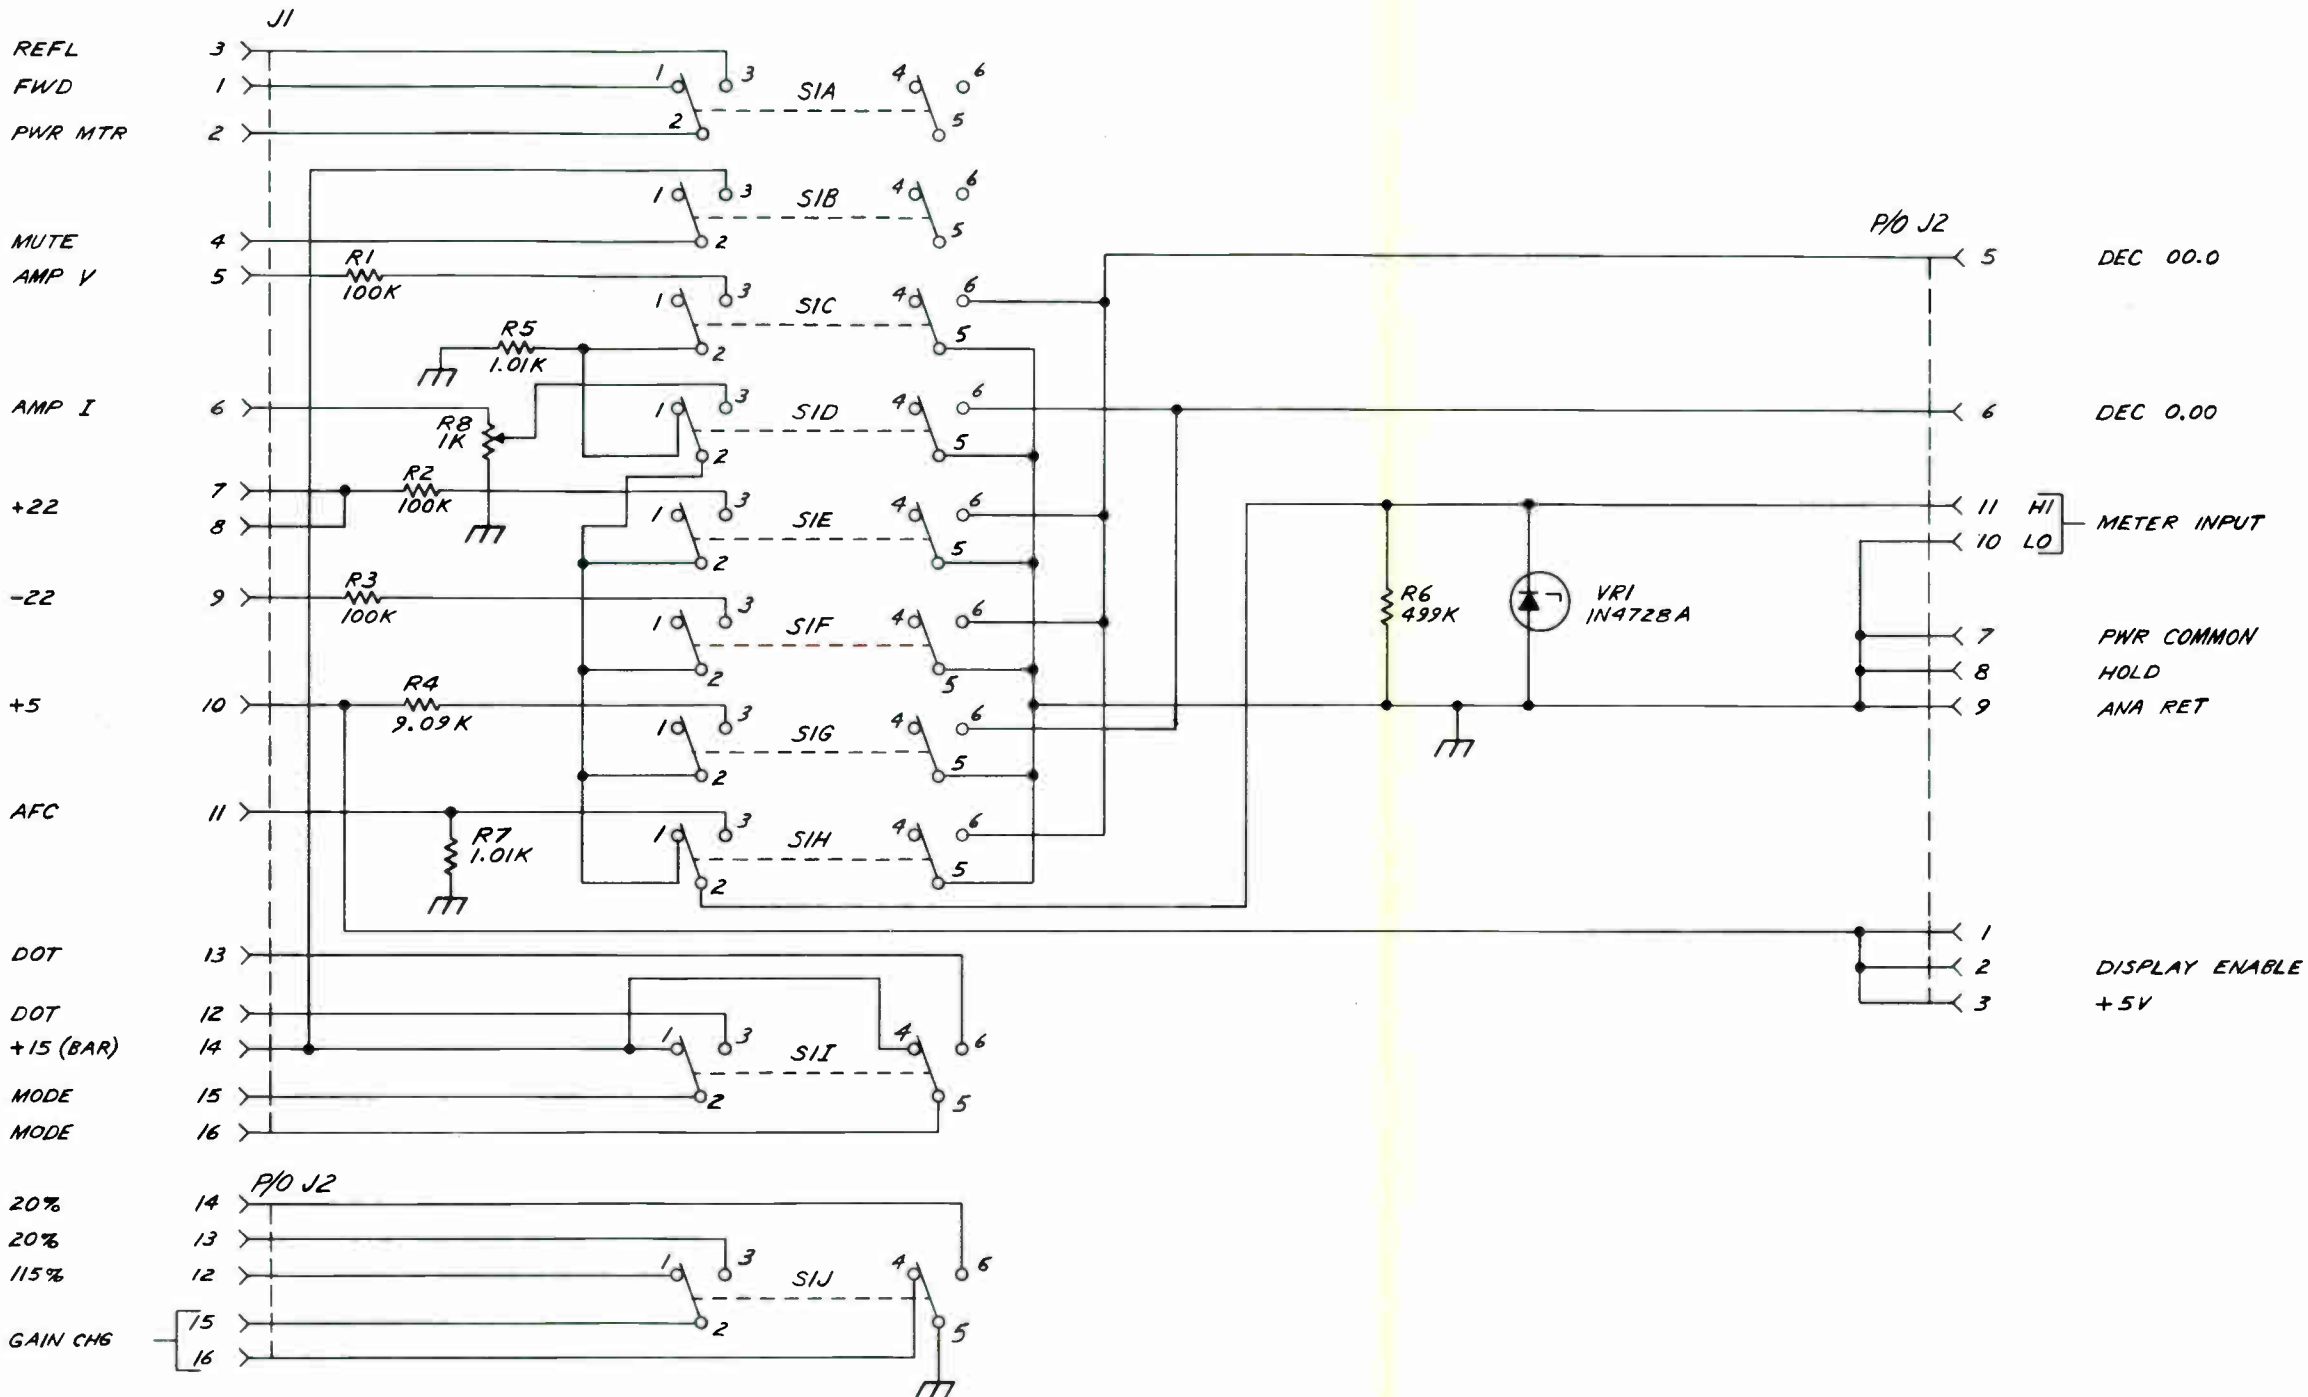 J1
REFL 3
FWD 1
PWR MTR 2
MUTE 4
AMP V 5
AMP I 6
+22 7
8
-22 9
+5 10
AFC 11
DOT 13
DOT 12
+15 (BAR) 14
MODE 15
MODE 16
P/O J2
20% 14
20% 13
115% 12
GAIN CHG 15
16
R1
100K
R5
1.01K
R8
1K
R2
100K
R3
100K
R4
9.09K
R7
1.01K
1 3 2 S1A 4 6 5
1 3 2 S1B 4 6 5
1 3 2 S1C 4 6 5
1 3 2 S1D 4 6 5
1 3 2 S1E 4 6 5
1 3 2 S1F 4 6 5
1 3 2 S1G 4 6 5
1 3 2 S1H 4 6 5
1 3 2 S1I 4 6 5
1 3 2 S1J 4 6 5
R6
499K
VR1
1N4728A
P/O J2
5 DEC 00.0
6 DEC 0.00
11 HI
10 LO
METER INPUT
7 PWR COMMON
8 HOLD
9 ANA RET
1
2 DISPLAY ENABLE
3 +5V